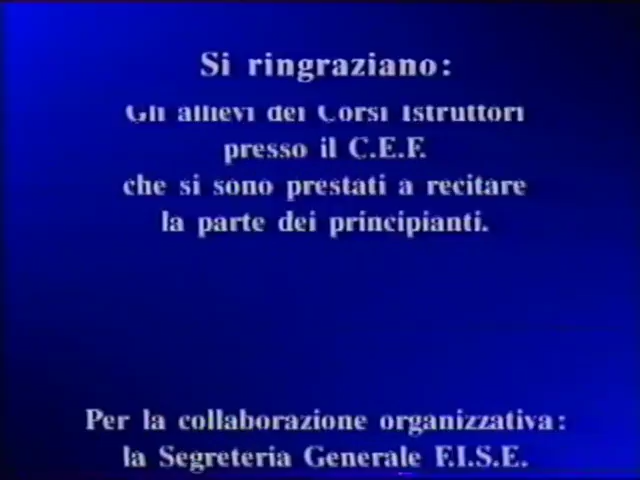 Si ringraziano:
Gli allievi dei Corsi Istruttori
presso il C.E.F.
che si sono prestati a recitare
la parte dei principianti.
Per la collaborazione organizzativa:
la Segreteria Generale F.I.S.E.